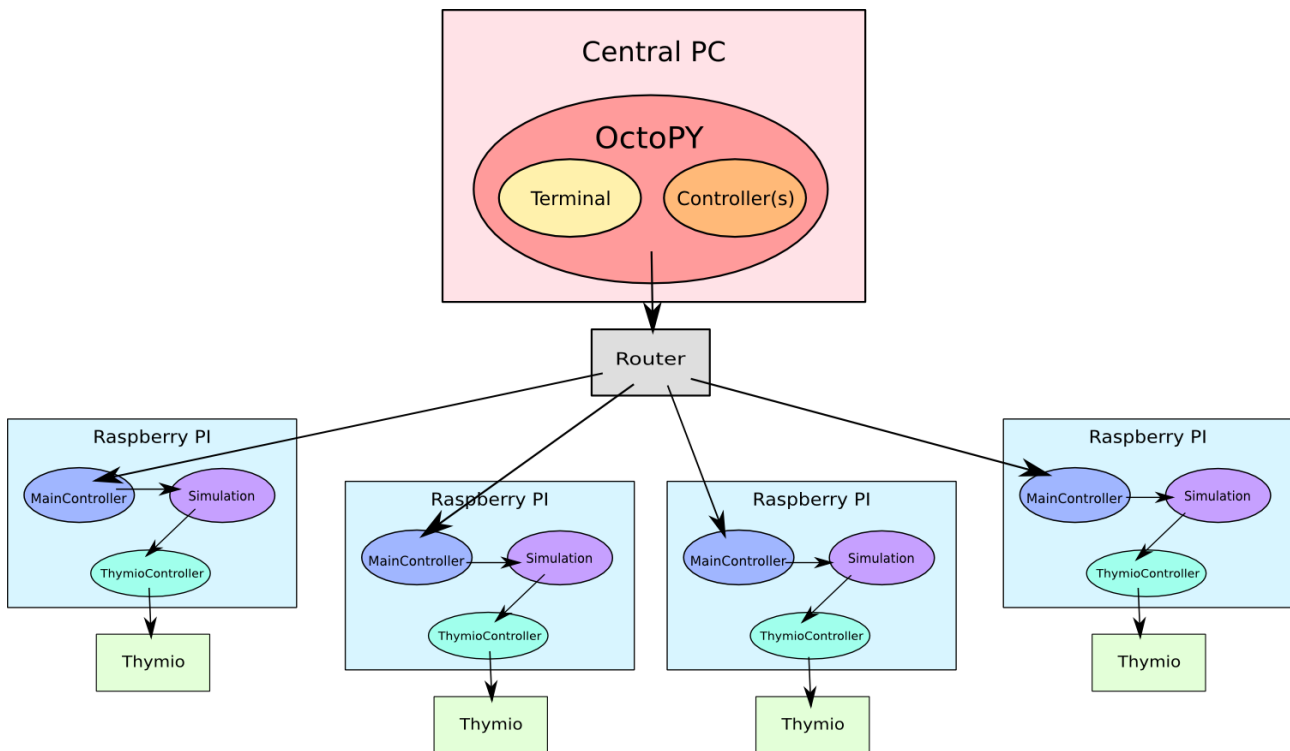 Central PC
OctoPY
Terminal
Controller(s)
Router
Raspberry PI
MainController
Simulation
ThymioController
Thymio
Raspberry PI
MainController
Simulation
ThymioController
Thymio
Raspberry PI
MainController
Simulation
ThymioController
Thymio
Raspberry PI
MainController
Simulation
ThymioController
Thymio